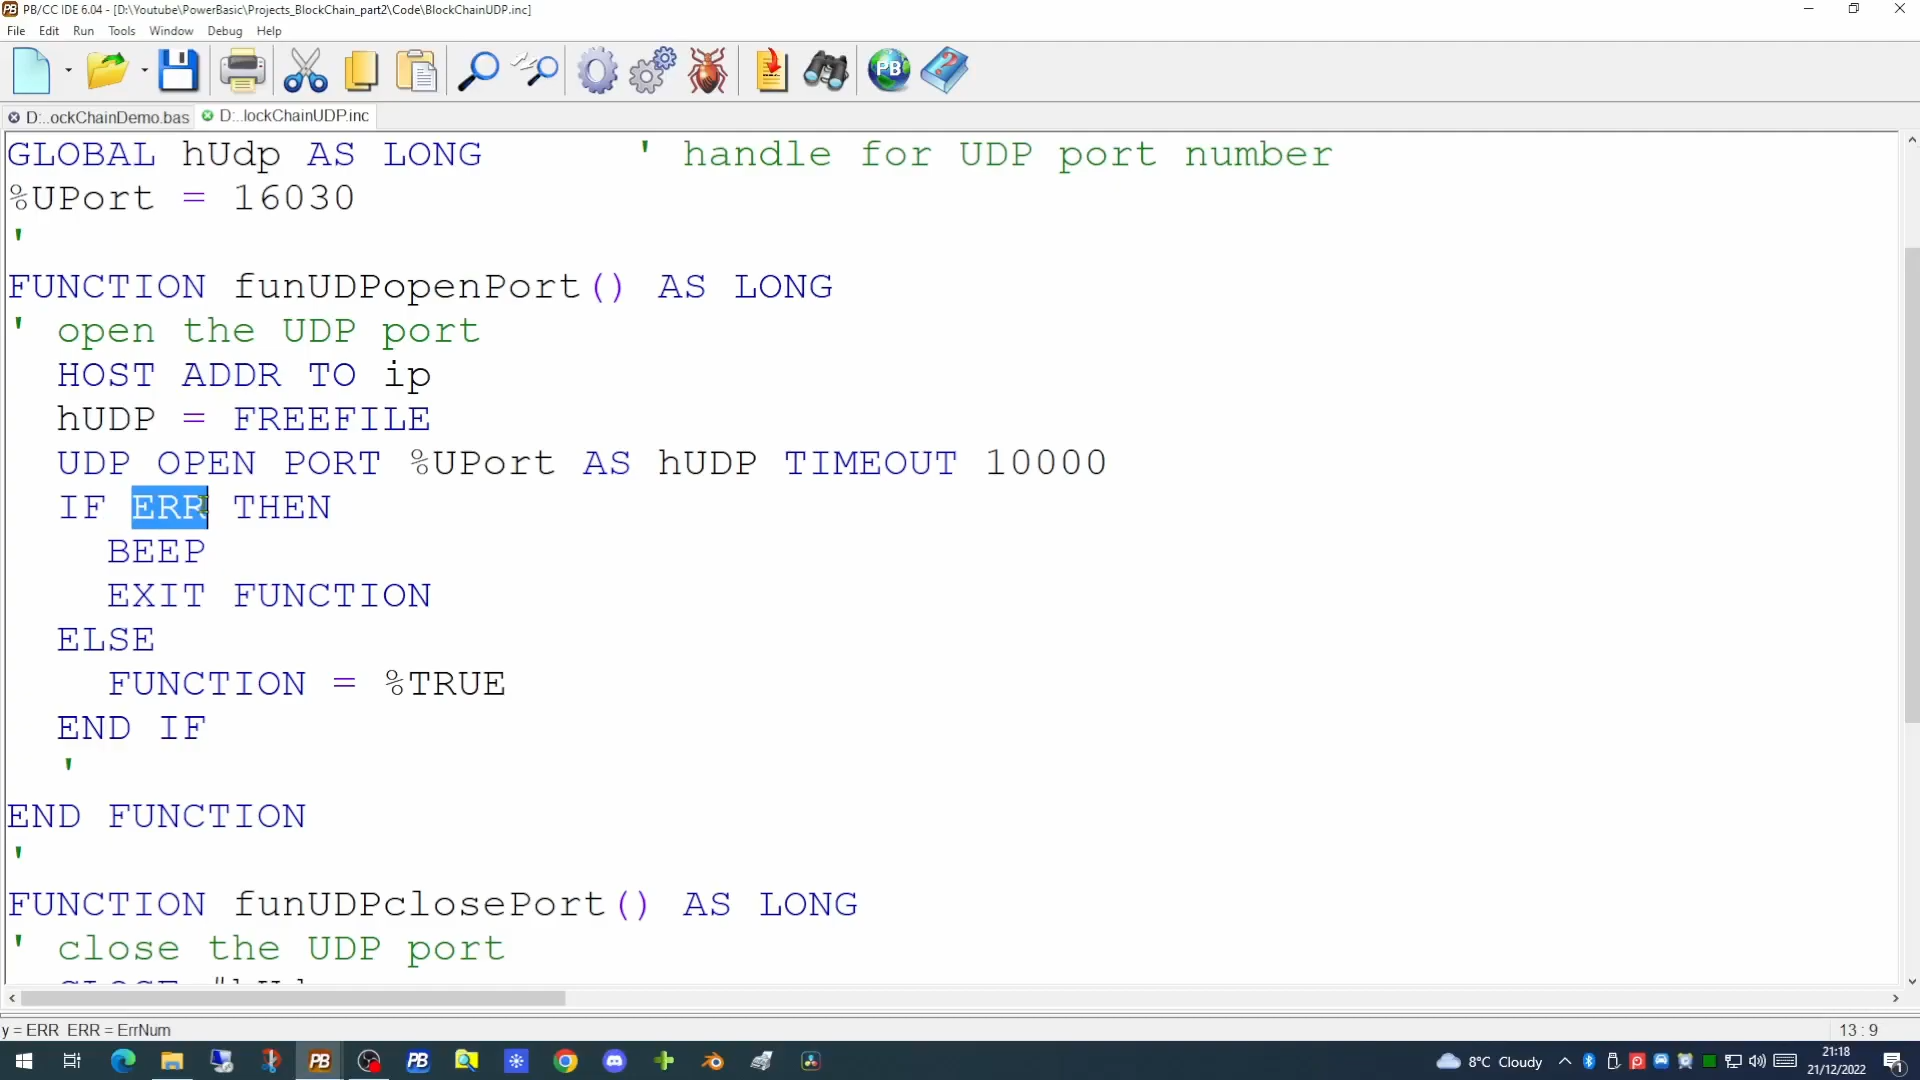 PB/CC IDE 6.04 - [D:\Youtube\PowerBasic\Projects_BlockChain_part2\Code\BlockChainUDP.inc]
File Edit Run Tools Window Debug Help
D:..ockChainDemo.bas D:..lockChainUDP.inc
GLOBAL hUdp AS LONG ' handle for UDP port number
%UPort = 16030
'
FUNCTION funUDPopenPort() AS LONG
' open the UDP port
HOST ADDR TO ip
hUDP = FREEFILE
UDP OPEN PORT %UPort AS hUDP TIMEOUT 10000
IF ERR THEN
BEEP
EXIT FUNCTION
ELSE
FUNCTION = %TRUE
END IF
'
END FUNCTION
'
FUNCTION funUDPclosePort() AS LONG
' close the UDP port
y = ERR ERR = ErrNum
13 : 9
8°C Cloudy
21:18
21/12/2022